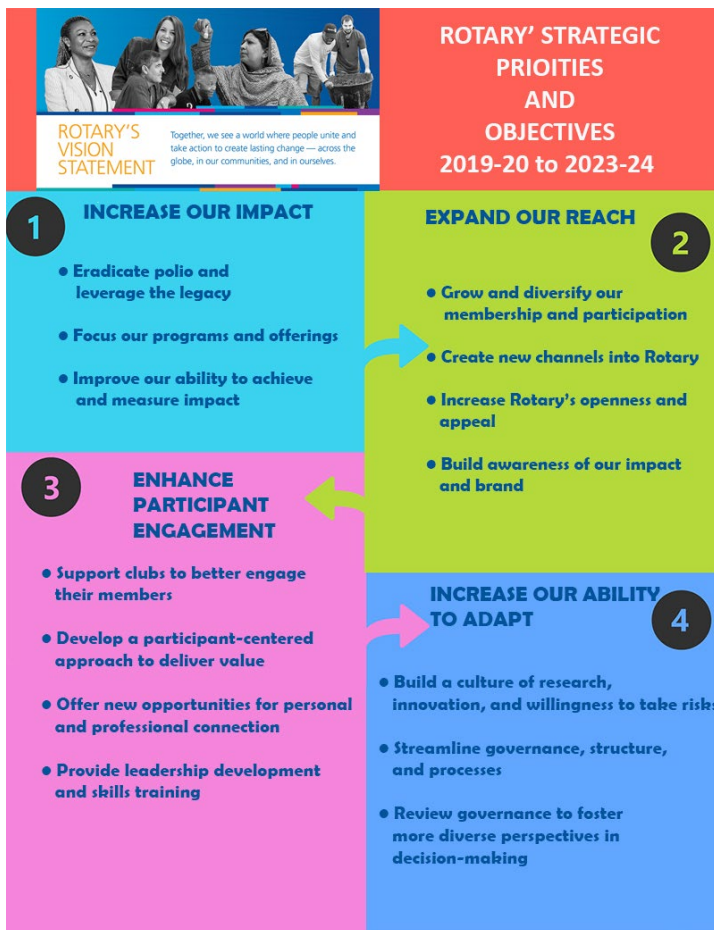 ROTARY'S
VISION
STATEMENT
Together, we see a world where people unite and
take action to create lasting change — across the
globe, in our communities, and in ourselves.
ROTARY' STRATEGIC
PRIOITIES
AND
OBJECTIVES
2019-20 to 2023-24
1
INCREASE OUR IMPACT
● Eradicate polio and
leverage the legacy
● Focus our programs and offerings
● Improve our ability to achieve
and measure impact
EXPAND OUR REACH
2
● Grow and diversify our
membership and participation
● Create new channels into Rotary
● Increase Rotary's openness and
appeal
● Build awareness of our impact
and brand
3
ENHANCE
PARTICIPANT
ENGAGEMENT
● Support clubs to better engage
their members
● Develop a participant-centered
approach to deliver value
● Offer new opportunities for personal
and professional connection
● Provide leadership development
and skills training
INCREASE OUR ABILITY
TO ADAPT
4
● Build a culture of research,
innovation, and willingness to take risks
● Streamline governance, structure,
and processes
● Review governance to foster
more diverse perspectives in
decision-making